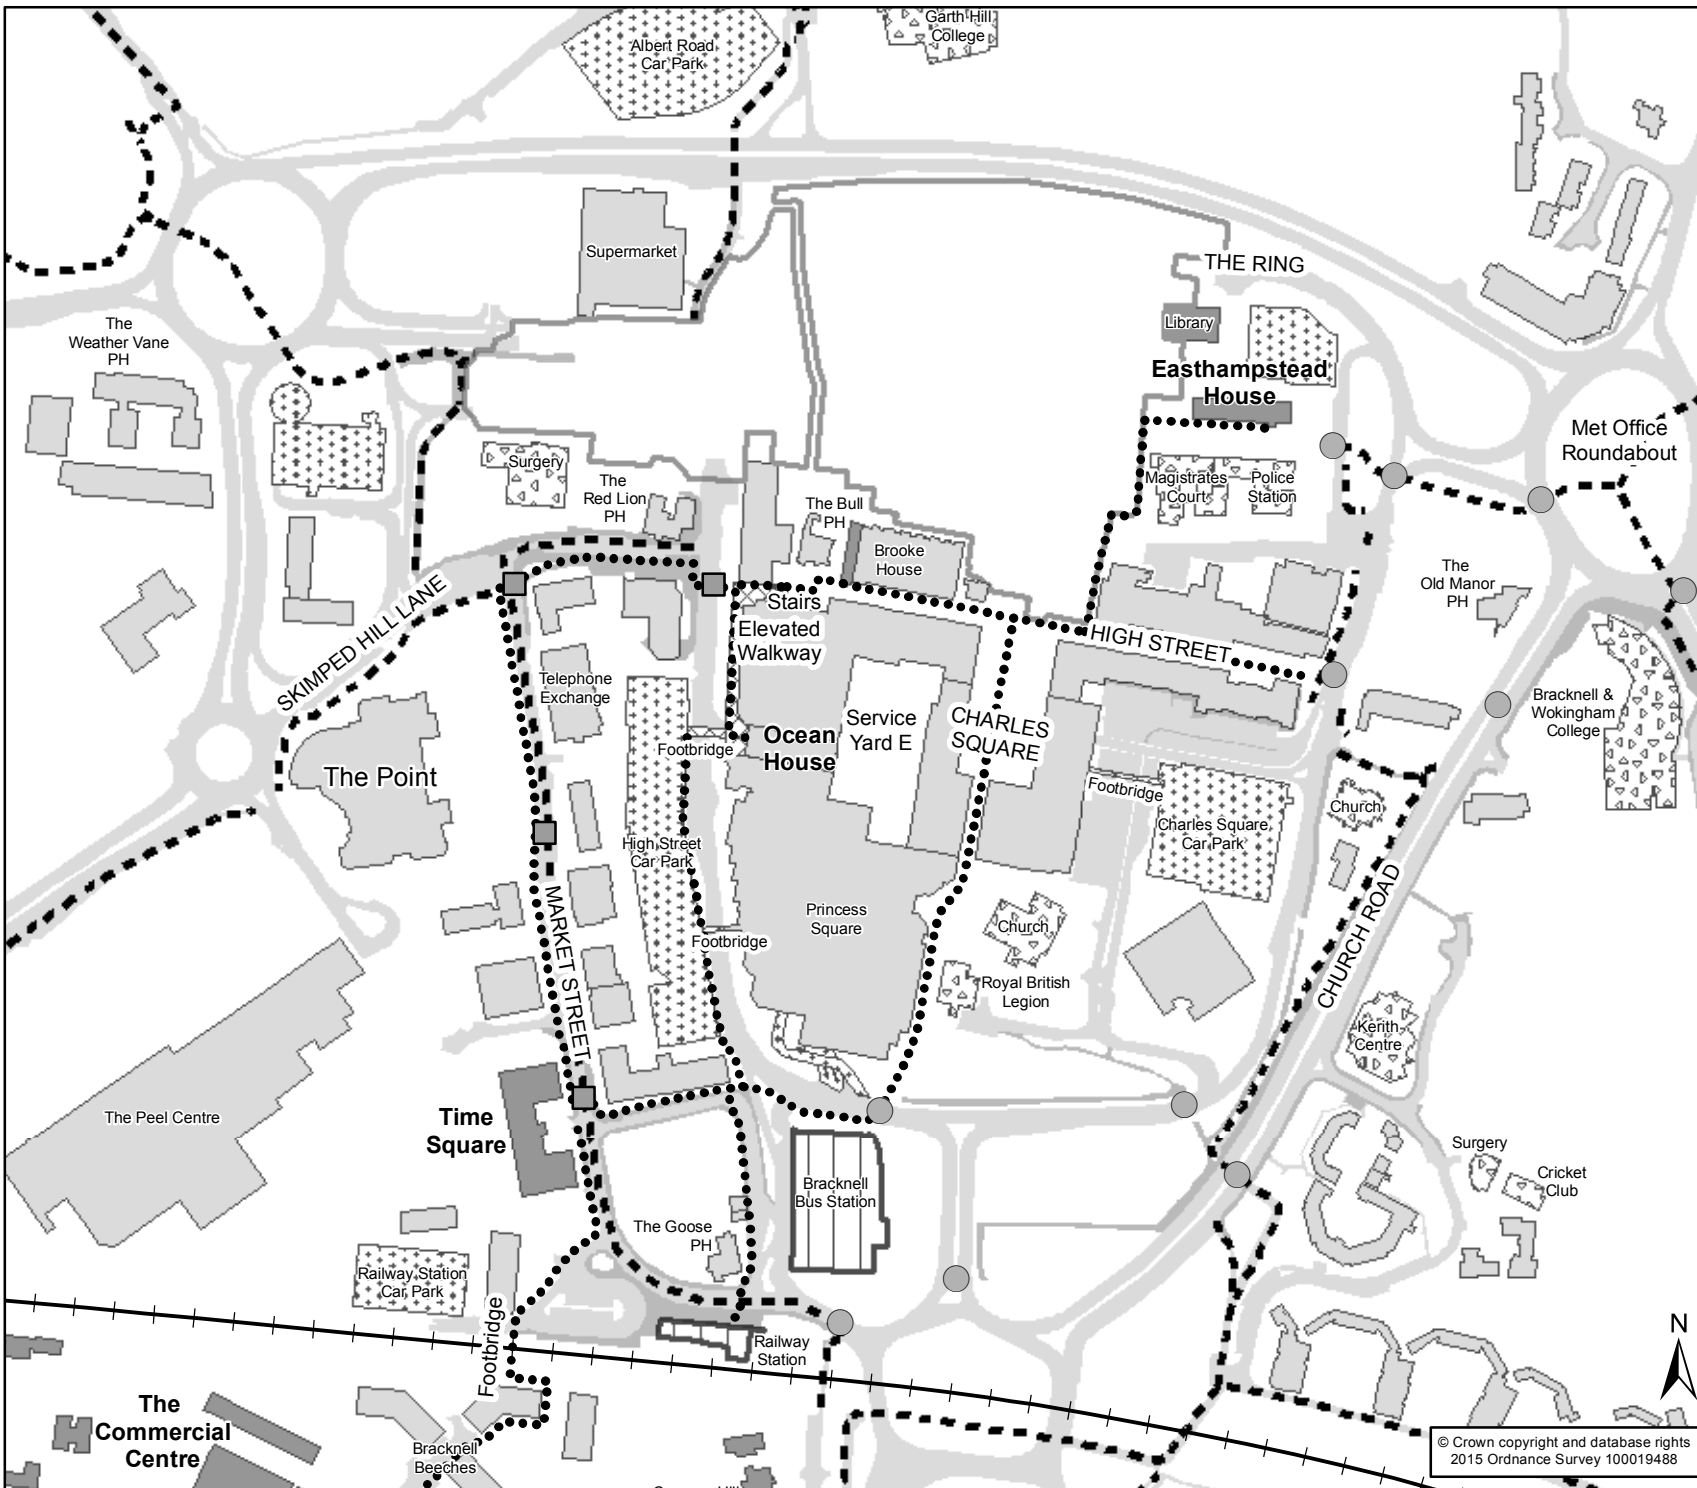 Garth Hill
College
Albert Road
Car Park
Supermarket
THE RING
The
Weather Vane
PH
Library
Easthampstead
House
Met Office
Roundabout
Surgery
The
Red Lion
PH
The Bull
PH
Magistrates
Court
Police
Station
Brooke
House
The
Old Manor
PH
SKIMPED HILL LANE
Stairs
Elevated
Walkway
HIGH STREET
Telephone
Exchange
Bracknell &
Wokingham
College
Service
Yard E
CHARLES
SQUARE
Ocean
House
Footbridge
The Point
Footbridge
Church
High Street
Car Park
Charles Square
Car Park
MARKET STREET
Princess
Square
Church
CHURCH ROAD
Footbridge
Royal British
Legion
Kerith
Centre
The Peel Centre
Time
Square
Surgery
Cricket
Club
Bracknell
Bus Station
The Goose
PH
Railway Station
Car Park
Footbridge
Railway
Station
N
The
Commercial
Centre
Bracknell
Beeches
© Crown copyright and database rights
2015 Ordnance Survey 100019488